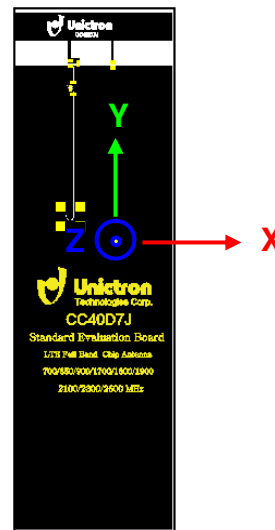 Unictron
Y
Z
X
Unictron
Technologies Corp.
CC40D7J
Standard Evaluation Board
LTE Full Band Chip Antenna
700/850/900/1700/1800/1900
2100/2300/2600 MHz